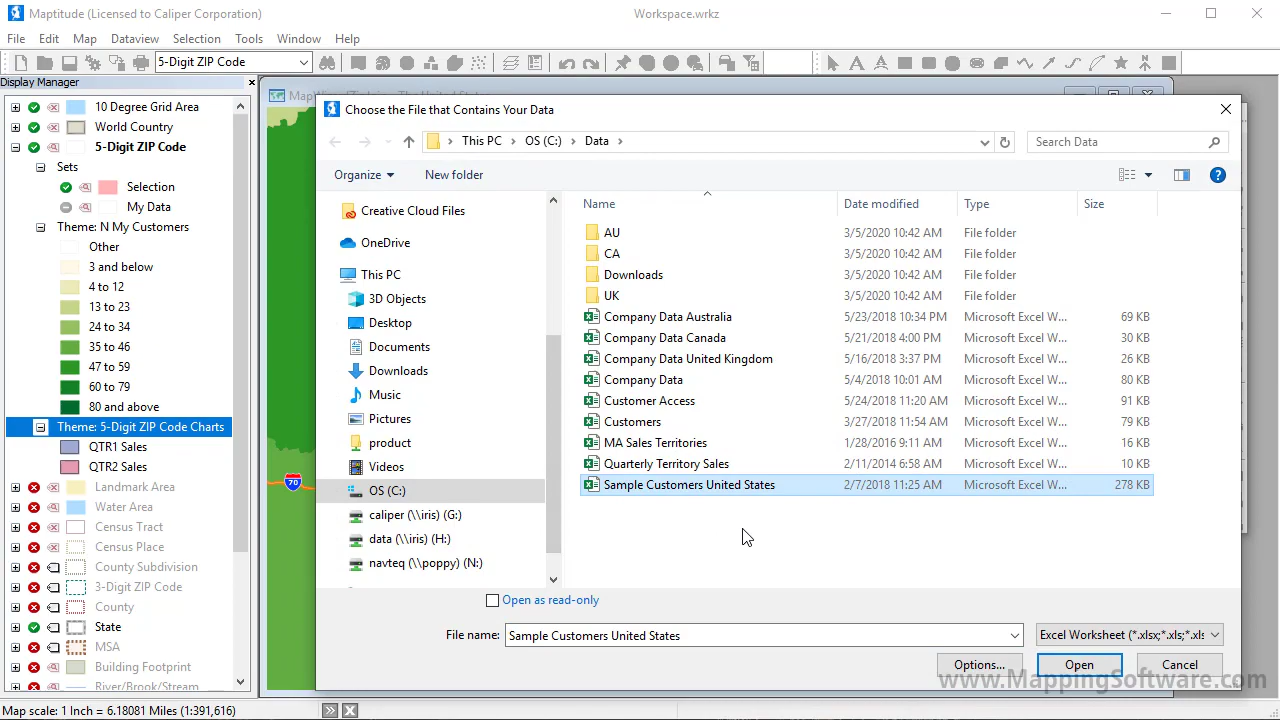 Maptitude (Licensed to Caliper Corporation)
Workspace.wrkz
File Edit Map Dataview Selection Tools Window Help
5-Digit ZIP Code
Display Manager
10 Degree Grid Area
World Country
5-Digit ZIP Code
Sets
Selection
My Data
Theme: N My Customers
Other
3 and below
4 to 12
13 to 23
24 to 34
35 to 46
47 to 59
60 to 79
80 and above
Theme: 5-Digit ZIP Code Charts
QTR1 Sales
QTR2 Sales
Landmark Area
Water Area
Census Tract
Census Place
County Subdivision
3-Digit ZIP Code
County
State
MSA
Building Footprint
River/Brook/Stream
70
Choose the File that Contains Your Data
This PC > OS (C:) > Data >
Search Data
Organize
New folder
Creative Cloud Files
OneDrive
This PC
3D Objects
Desktop
Documents
Downloads
Music
Pictures
product
Videos
OS (C:)
caliper (\\iris) (G:)
data (\\iris) (H:)
navteq (\\poppy) (N:)
Name Date modified Type Size
AU 3/5/2020 10:42 AM File folder
CA 3/5/2020 10:42 AM File folder
Downloads 3/5/2020 10:42 AM File folder
UK 3/5/2020 10:42 AM File folder
Company Data Australia 5/23/2018 10:34 PM Microsoft Excel W... 69 KB
Company Data Canada 5/21/2018 4:00 PM Microsoft Excel W... 30 KB
Company Data United Kingdom 5/16/2018 3:37 PM Microsoft Excel W... 26 KB
Company Data 5/4/2018 10:01 AM Microsoft Excel W... 80 KB
Customer Access 5/24/2018 11:20 AM Microsoft Excel W... 91 KB
Customers 3/27/2018 11:54 AM Microsoft Excel W... 79 KB
MA Sales Territories 1/28/2016 9:11 AM Microsoft Excel W... 16 KB
Quarterly Territory Sales 2/11/2014 6:58 AM Microsoft Excel W... 10 KB
Sample Customers United States 2/7/2018 11:25 AM Microsoft Excel W... 278 KB
Open as read-only
File name: Sample Customers United States
Excel Worksheet (*.xlsx;*.xls;*.xls
Options... Open Cancel
www.MappingSoftware.com
Map scale: 1 Inch = 6.18081 Miles (1:391,616)